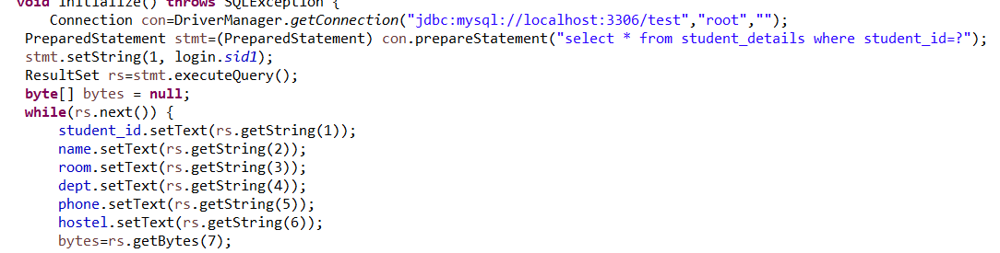 void initialize() throws SQLException {
Connection con=DriverManager.getConnection("jdbc:mysql://localhost:3306/test","root","");
PreparedStatement stmt=(PreparedStatement) con.prepareStatement("select * from student_details where student_id=?");
stmt.setString(1, login.sid1);
ResultSet rs=stmt.executeQuery();
byte[] bytes = null;
while(rs.next()) {
student_id.setText(rs.getString(1));
name.setText(rs.getString(2));
room.setText(rs.getString(3));
dept.setText(rs.getString(4));
phone.setText(rs.getString(5));
hostel.setText(rs.getString(6));
bytes=rs.getBytes(7);